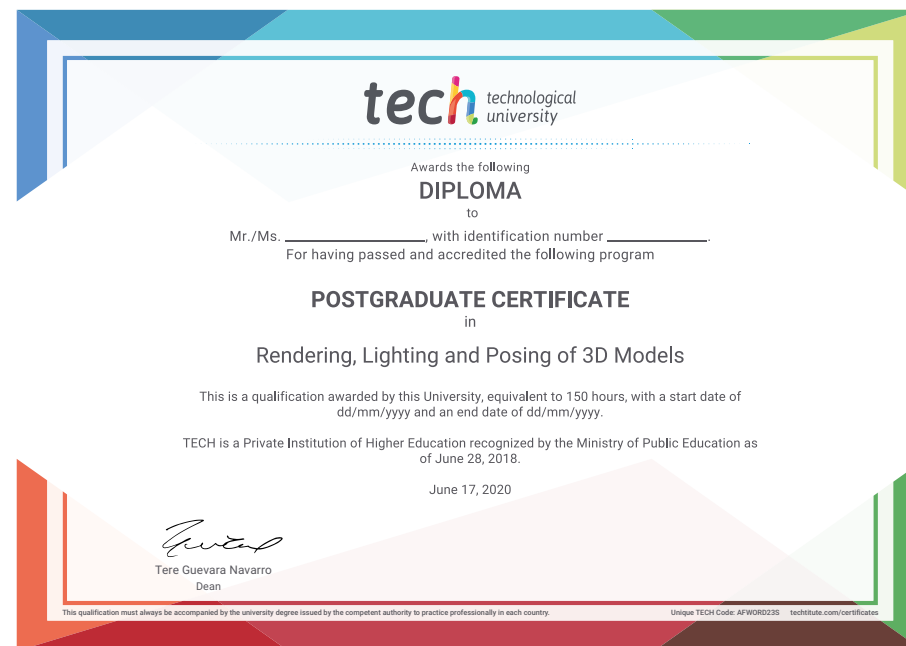 tech technological
university
Awards the following
DIPLOMA
to
Mr./Ms. ____________________, with identification number ______________.
For having passed and accredited the following program
POSTGRADUATE CERTIFICATE
in
Rendering, Lighting and Posing of 3D Models
This is a qualification awarded by this University, equivalent to 150 hours, with a start date of
dd/mm/yyyy and an end date of dd/mm/yyyy.
TECH is a Private Institution of Higher Education recognized by the Ministry of Public Education as
of June 28, 2018.
June 17, 2020
Tere Guevara Navarro
Dean
This qualification must always be accompanied by the university degree issued by the competent authority to practice professionally in each country. Unique TECH Code: AFWORD23S techtitute.com/certificates